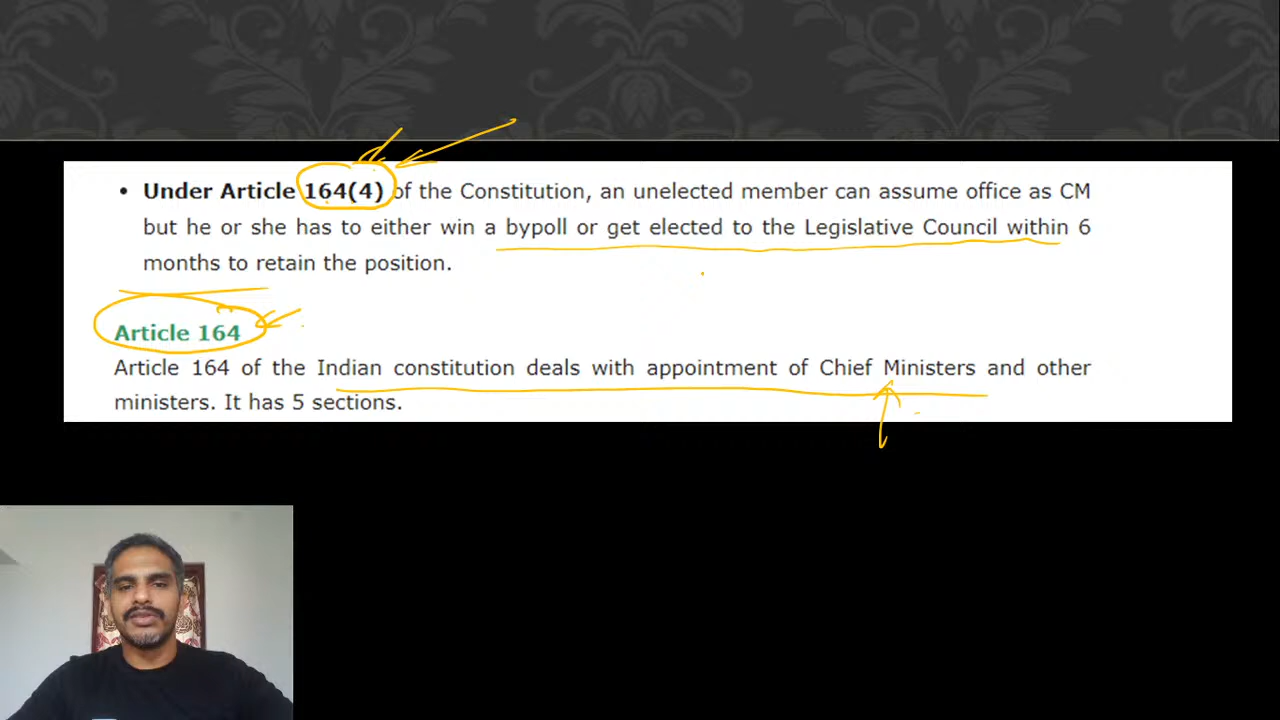 • Under Article 164(4) of the Constitution, an unelected member can assume office as CM
but he or she has to either win a bypoll or get elected to the Legislative Council within 6
months to retain the position.
Article 164
Article 164 of the Indian constitution deals with appointment of Chief Ministers and other
ministers. It has 5 sections.